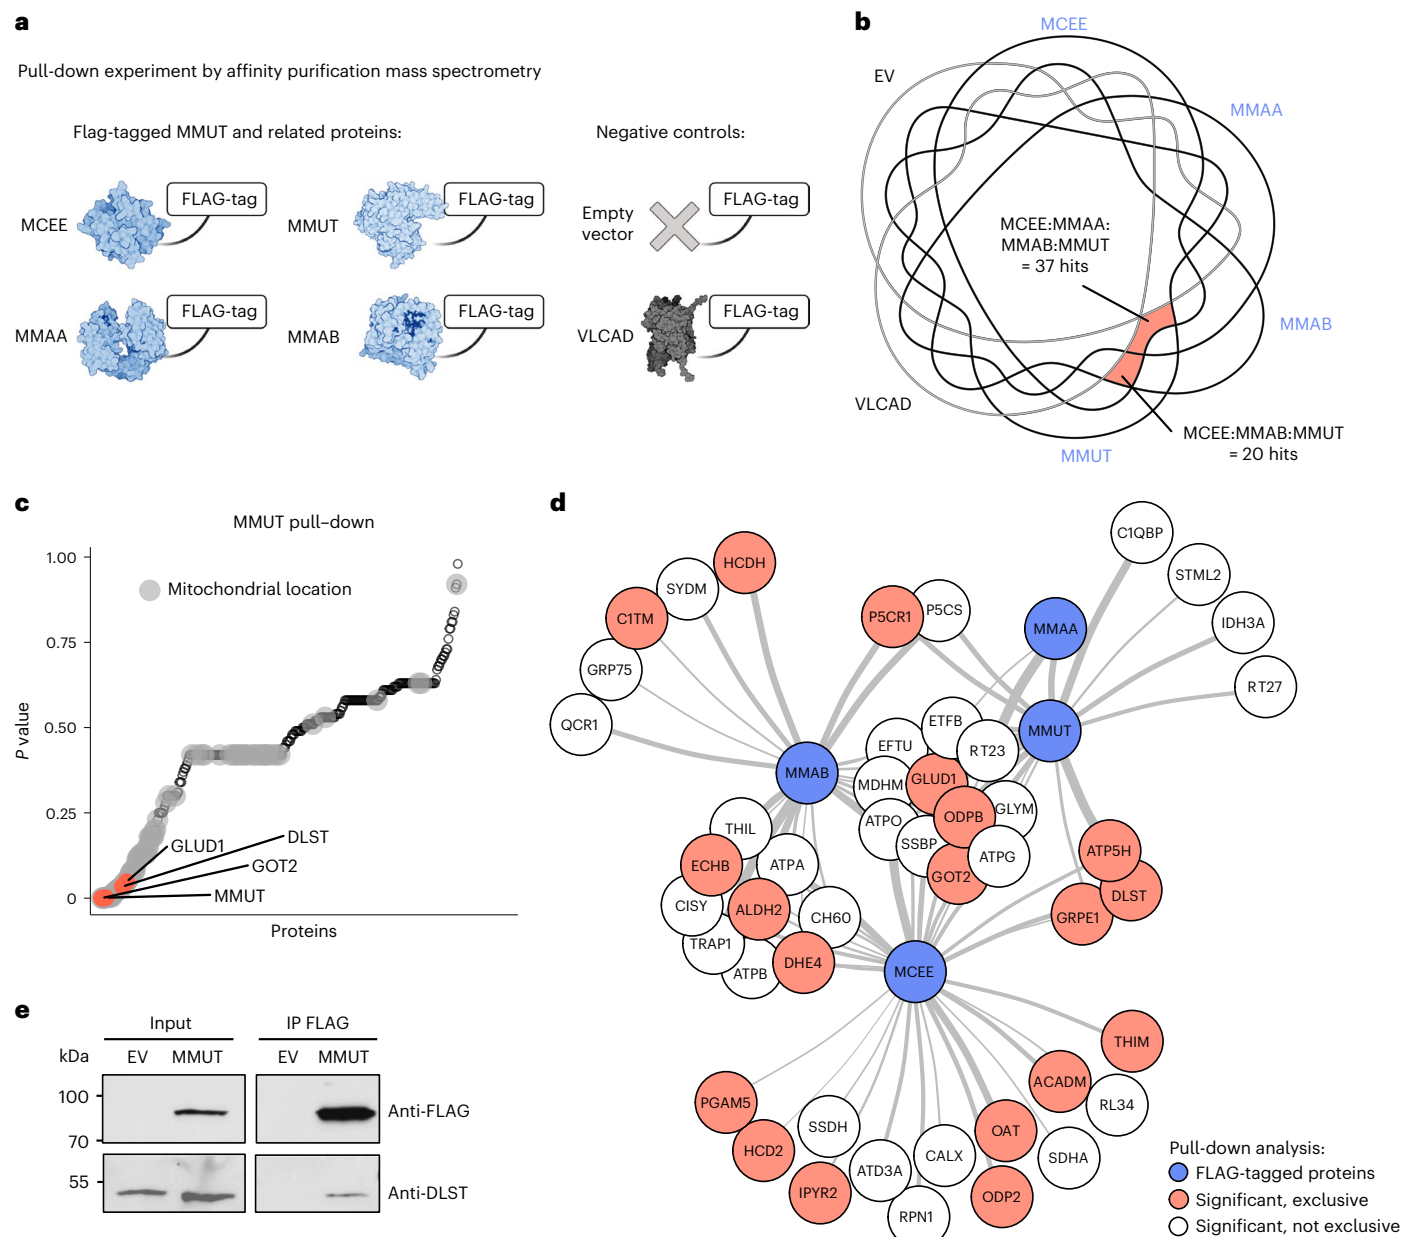 a
Pull-down experiment by affinity purification mass spectrometry
Flag-tagged MMUT and related proteins:
Negative controls:
MCEE
FLAG-tag
MMUT
FLAG-tag
Empty
vector
FLAG-tag
MMAA
FLAG-tag
MMAB
FLAG-tag
VLCAD
FLAG-tag
b
MCEE
EV
MMAA
MCEE:MMAA:
MMAB:MMUT
= 37 hits
MMAB
VLCAD
MCEE:MMAB:MMUT
= 20 hits
MMUT
c
MMUT pull–down
1.00
0.75
0.50
0.25
0
P value
Mitochondrial location
GLUD1
DLST
GOT2
MMUT
Proteins
d
C1QBP
HCDH
STML2
SYDM
C1TM
P5CR1
P5CS
MMAA
IDH3A
GRP75
RT27
QCR1
ETFB
MMUT
EFTU
RT23
MMAB
MDHM
GLUD1
GLYM
ATPO
ODPB
THIL
SSBP
ATPG
ATP5H
ECHB
ATPA
GOT2
DLST
CISY
ALDH2
CH60
GRPE1
TRAP1
DHE4
ATPB
MCEE
THIM
ACADM
PGAM5
RL34
SSDH
OAT
HCD2
CALX
SDHA
ATD3A
IPYR2
ODP2
RPN1
Pull-down analysis:
FLAG-tagged proteins
Significant, exclusive
Significant, not exclusive
e
Input
IP FLAG
kDa
EV
MMUT
EV
MMUT
100
70
Anti-FLAG
55
Anti-DLST